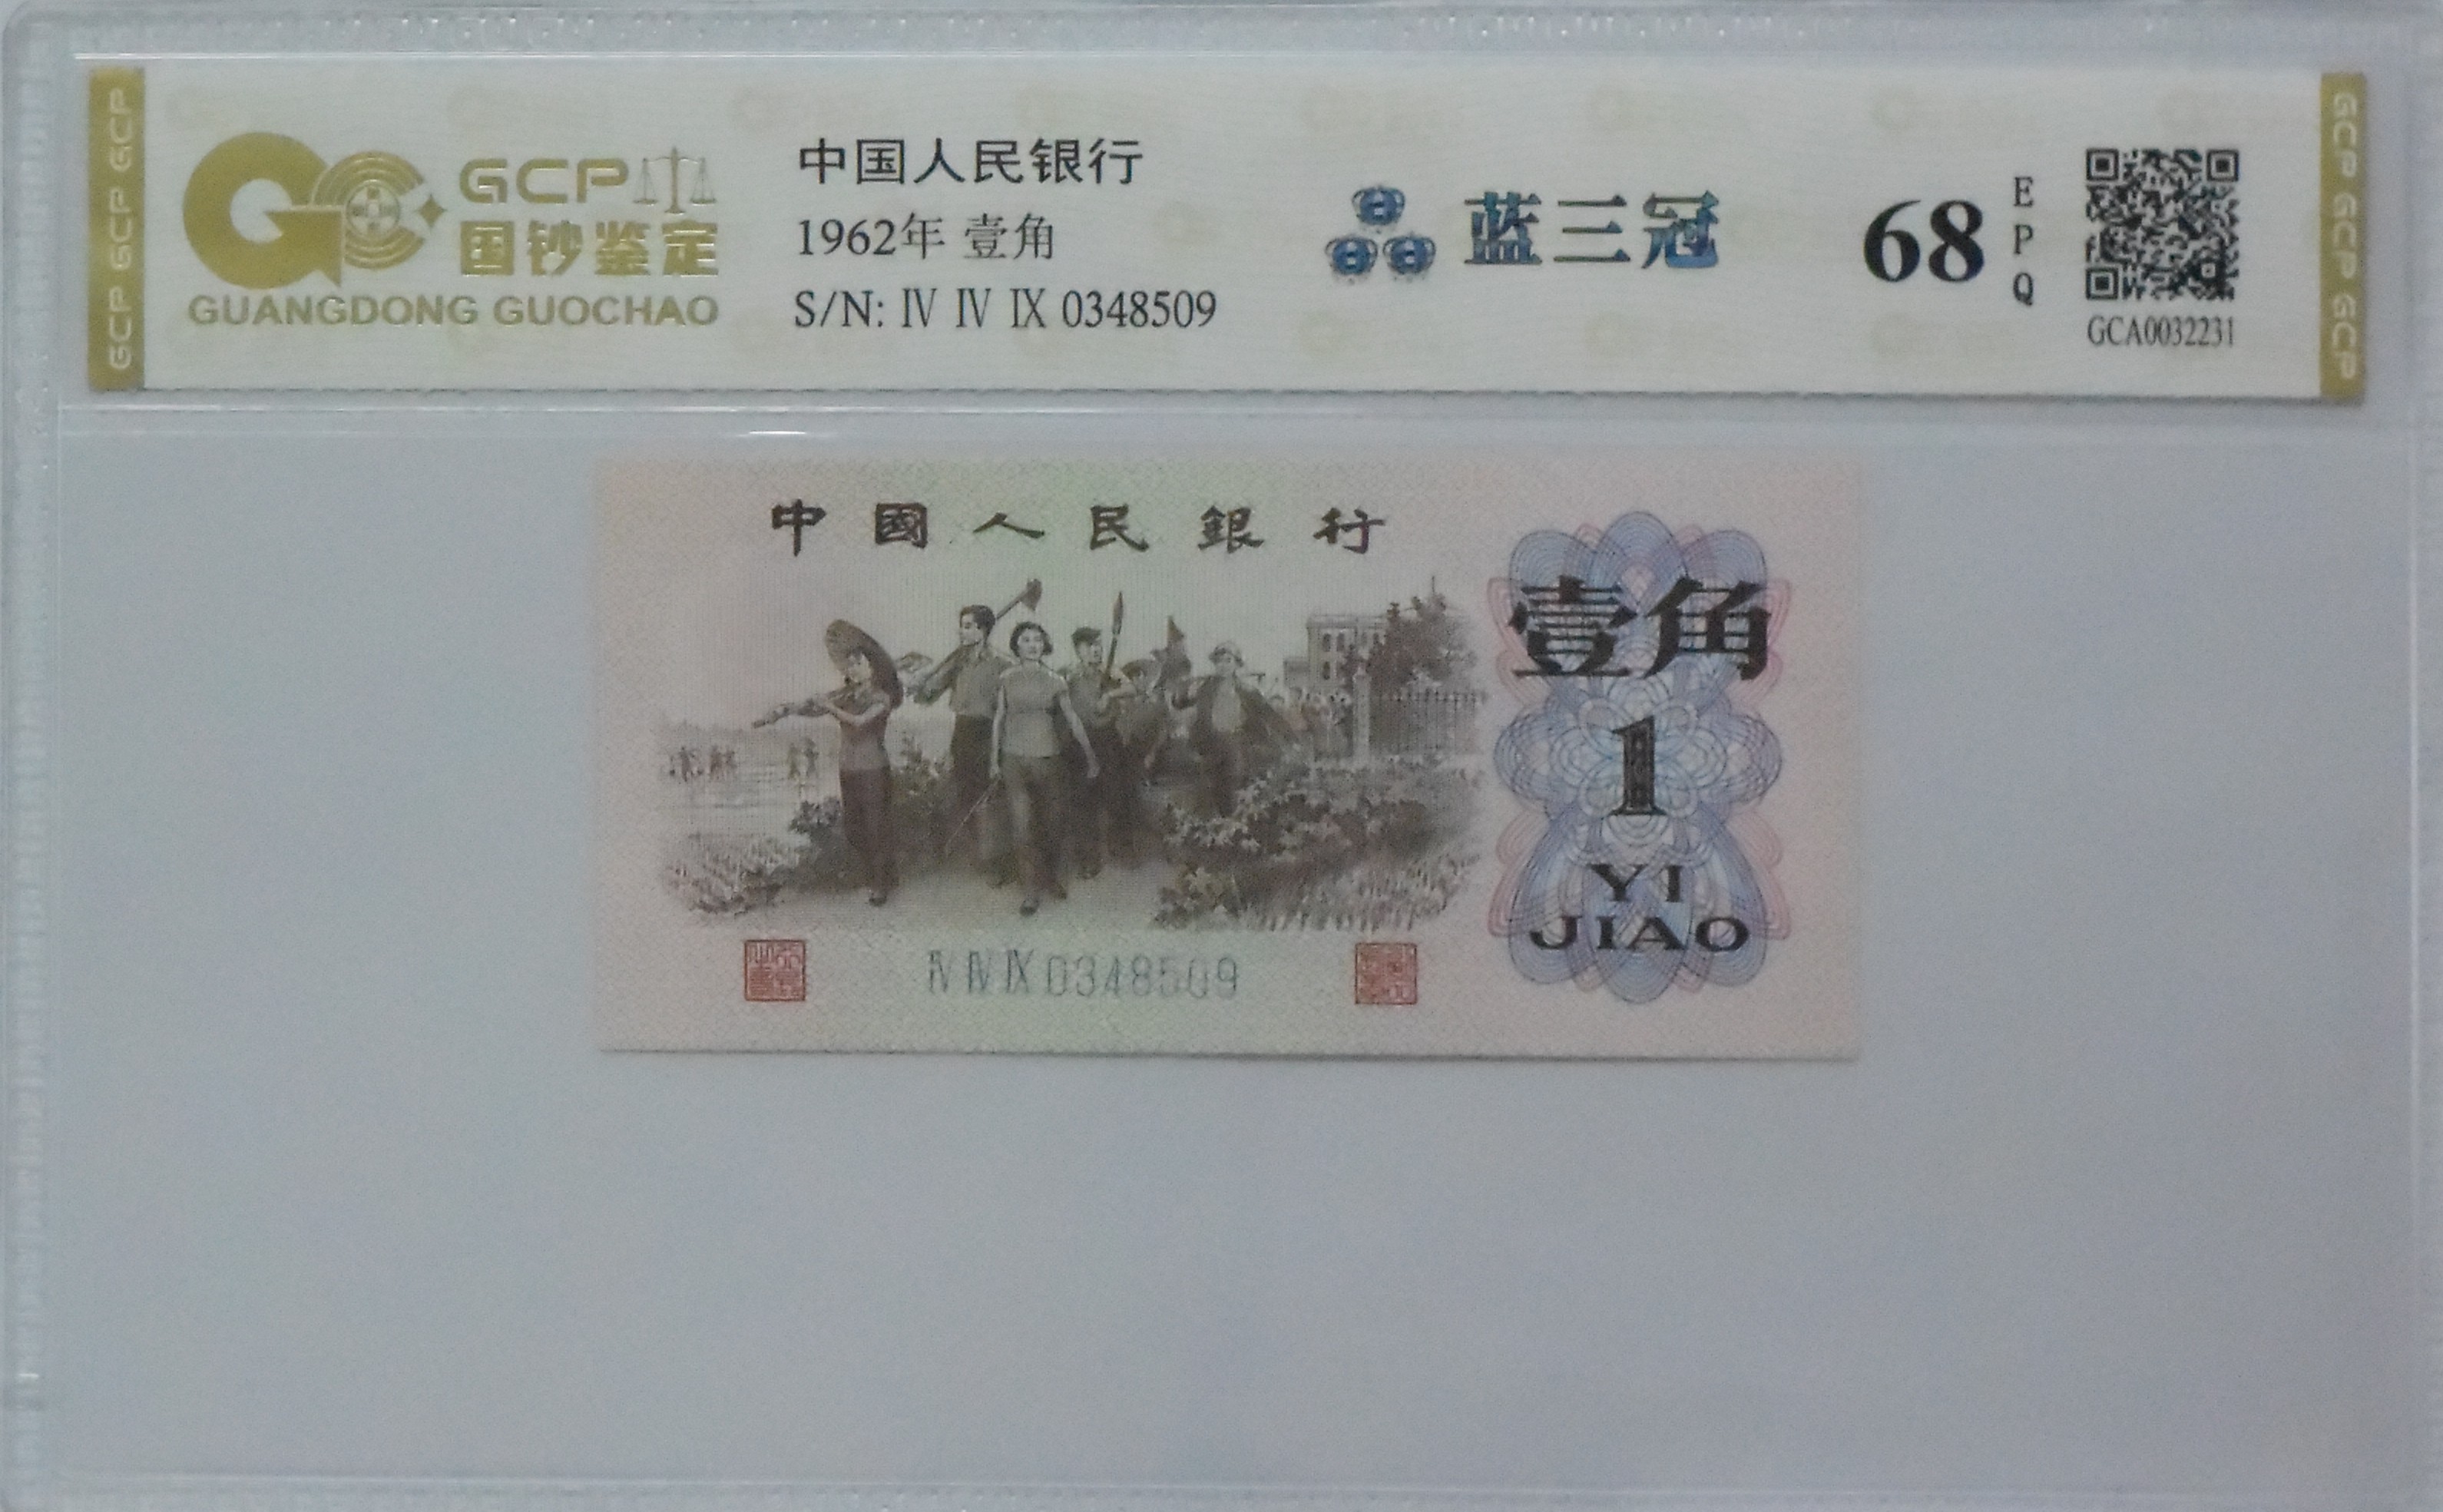 GCP GCP GCP
GCP
国钞鉴定
GUANGDONG GUOCHAO
中国人民银行
1962年 壹角
S/N: Ⅳ Ⅳ Ⅸ 0348509
蓝三冠
68
EPQ
GCA0032231
GCP GCP GCP
中國人民銀行
壹角
1
YI
JIAO
Ⅳ Ⅳ Ⅸ 0348509